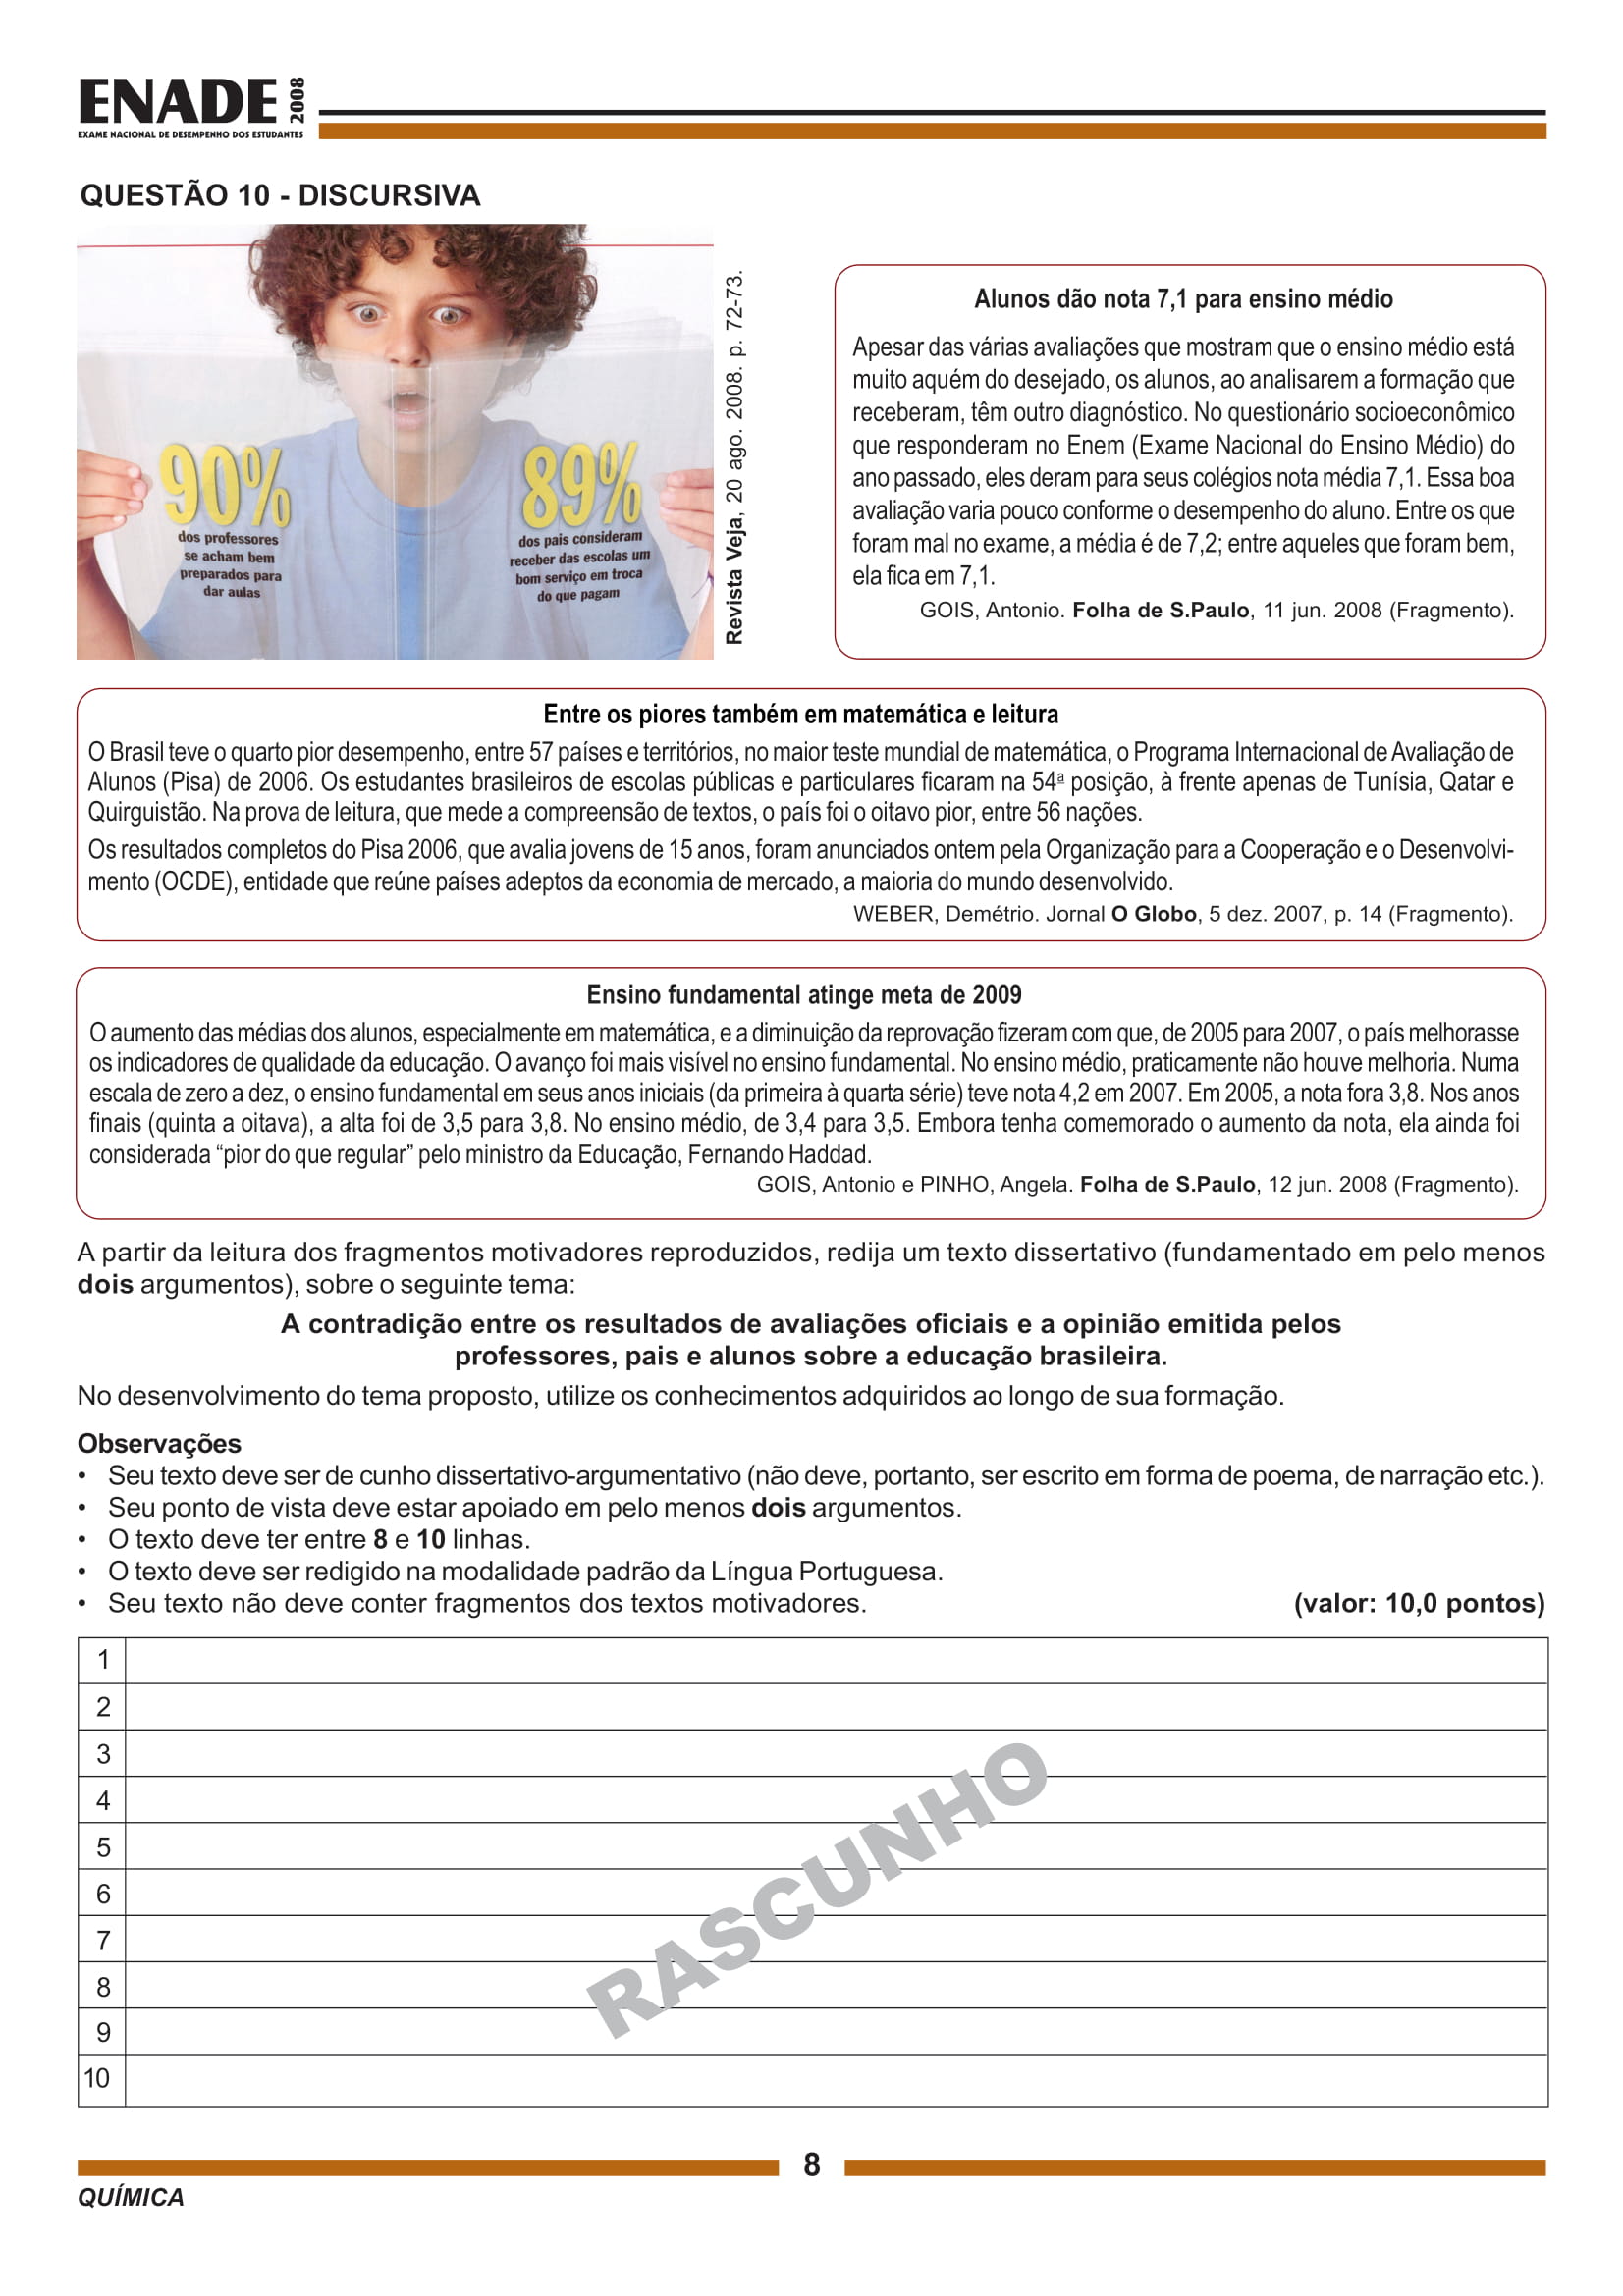 ENADE 2008
EXAME NACIONAL DE DESEMPENHO DOS ESTUDANTES
QUESTÃO 10 - DISCURSIVA
90%
dos professores
se acham bem
preparados para
dar aulas
89%
dos pais consideram
receber das escolas um
bom serviço em troca
do que pagam
Revista Veja, 20 ago. 2008. p. 72-73.
Alunos dão nota 7,1 para ensino médio
Apesar das várias avaliações que mostram que o ensino médio está
muito aquém do desejado, os alunos, ao analisarem a formação que
receberam, têm outro diagnóstico. No questionário socioeconômico
que responderam no Enem (Exame Nacional do Ensino Médio) do
ano passado, eles deram para seus colégios nota média 7,1. Essa boa
avaliação varia pouco conforme o desempenho do aluno. Entre os que
foram mal no exame, a média é de 7,2; entre aqueles que foram bem,
ela fica em 7,1.
GOIS, Antonio. Folha de S.Paulo, 11 jun. 2008 (Fragmento).
Entre os piores também em matemática e leitura
O Brasil teve o quarto pior desempenho, entre 57 países e territórios, no maior teste mundial de matemática, o Programa Internacional de Avaliação de
Alunos (Pisa) de 2006. Os estudantes brasileiros de escolas públicas e particulares ficaram na 54ª posição, à frente apenas de Tunísia, Qatar e
Quirguistão. Na prova de leitura, que mede a compreensão de textos, o país foi o oitavo pior, entre 56 nações.
Os resultados completos do Pisa 2006, que avalia jovens de 15 anos, foram anunciados ontem pela Organização para a Cooperação e o Desenvolvi-
mento (OCDE), entidade que reúne países adeptos da economia de mercado, a maioria do mundo desenvolvido.
WEBER, Demétrio. Jornal O Globo, 5 dez. 2007, p. 14 (Fragmento).
Ensino fundamental atinge meta de 2009
O aumento das médias dos alunos, especialmente em matemática, e a diminuição da reprovação fizeram com que, de 2005 para 2007, o país melhorasse
os indicadores de qualidade da educação. O avanço foi mais visível no ensino fundamental. No ensino médio, praticamente não houve melhoria. Numa
escala de zero a dez, o ensino fundamental em seus anos iniciais (da primeira à quarta série) teve nota 4,2 em 2007. Em 2005, a nota fora 3,8. Nos anos
finais (quinta a oitava), a alta foi de 3,5 para 3,8. No ensino médio, de 3,4 para 3,5. Embora tenha comemorado o aumento da nota, ela ainda foi
considerada “pior do que regular” pelo ministro da Educação, Fernando Haddad.
GOIS, Antonio e PINHO, Angela. Folha de S.Paulo, 12 jun. 2008 (Fragmento).
A partir da leitura dos fragmentos motivadores reproduzidos, redija um texto dissertativo (fundamentado em pelo menos
dois argumentos), sobre o seguinte tema:
A contradição entre os resultados de avaliações oficiais e a opinião emitida pelos
professores, pais e alunos sobre a educação brasileira.
No desenvolvimento do tema proposto, utilize os conhecimentos adquiridos ao longo de sua formação.
Observações
• Seu texto deve ser de cunho dissertativo-argumentativo (não deve, portanto, ser escrito em forma de poema, de narração etc.).
• Seu ponto de vista deve estar apoiado em pelo menos dois argumentos.
• O texto deve ter entre 8 e 10 linhas.
• O texto deve ser redigido na modalidade padrão da Língua Portuguesa.
• Seu texto não deve conter fragmentos dos textos motivadores. (valor: 10,0 pontos)
1
2
3
4
5
6
7
8
9
10
RASCUNHO
8
QUÍMICA